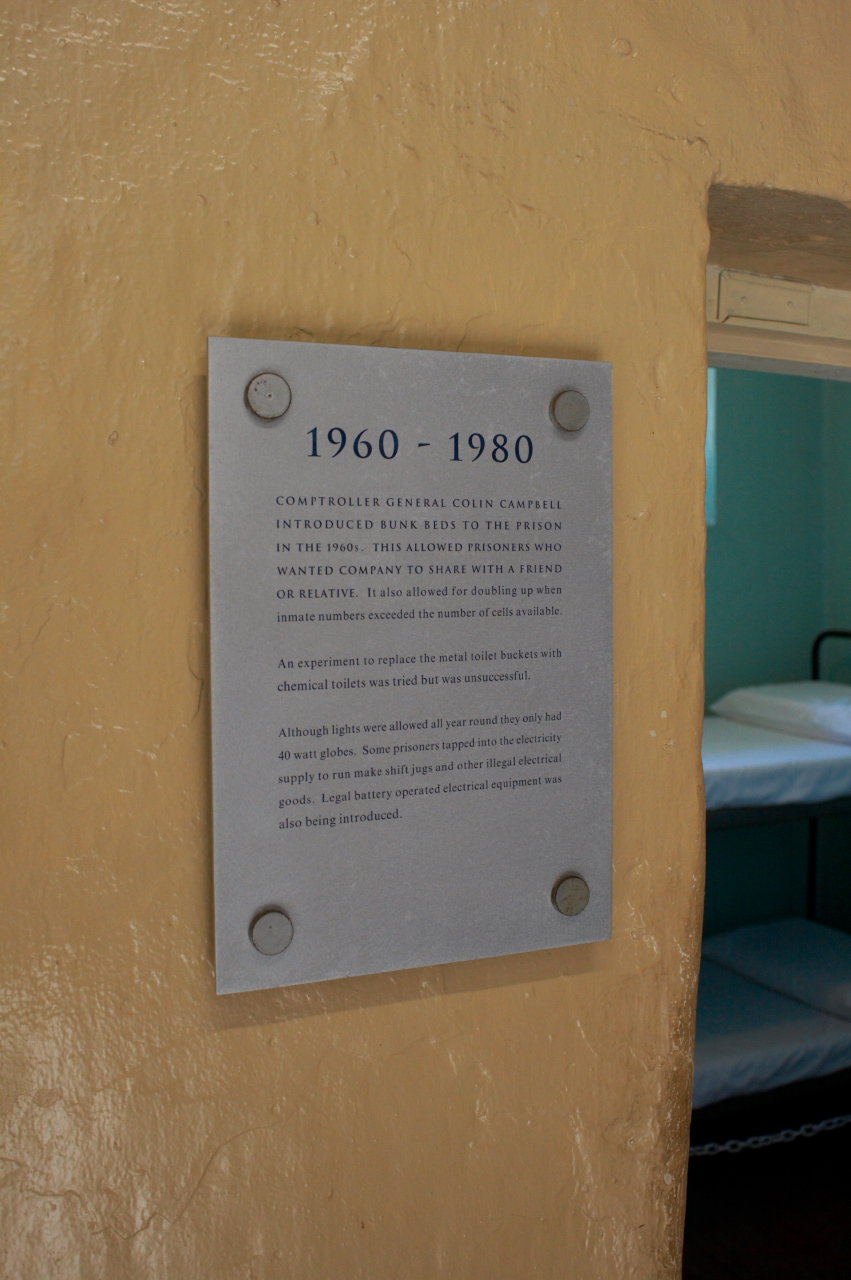 1960 - 1980
COMPTROLLER GENERAL COLIN CAMPBELL
INTRODUCED BUNK BEDS TO THE PRISON
IN THE 1960s. THIS ALLOWED PRISONERS WHO
WANTED COMPANY TO SHARE WITH A FRIEND
OR RELATIVE. It also allowed for doubling up when
inmate numbers exceeded the number of cells available.
An experiment to replace the metal toilet buckets with
chemical toilets was tried but was unsuccessful.
Although lights were allowed all year round they only had
40 watt globes. Some prisoners tapped into the electricity
supply to run make shift jugs and other illegal electrical
goods. Legal battery operated electrical equipment was
also being introduced.